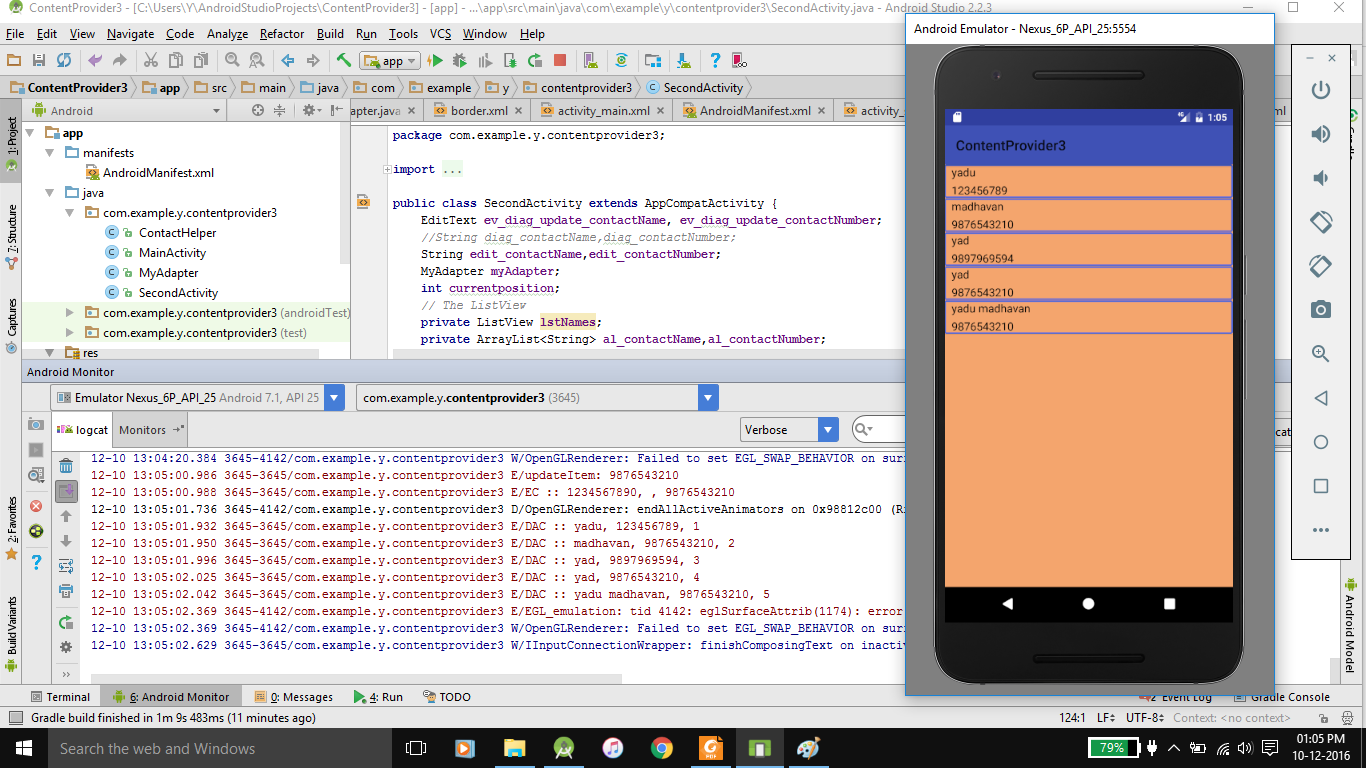 ContentProvider3 - [C:\Users\Y\AndroidStudioProjects\ContentProvider3] - [app] - ...\app\src\main\java\com\example\y\contentprovider3\SecondActivity.java - Android Studio 2.2.3
File Edit View Navigate Code Analyze Refactor Build Run Tools VCS Window Help
app
ContentProvider3 app src main java com example y contentprovider3 SecondActivity
1: Project
7: Structure
Captures
2: Favorites
Build Variants
Android
app
manifests
AndroidManifest.xml
java
com.example.y.contentprovider3
ContactHelper
MainActivity
MyAdapter
SecondActivity
com.example.y.contentprovider3 (androidTest)
com.example.y.contentprovider3 (test)
res
apter.java border.xml activity_main.xml AndroidManifest.xml activity_
package com.example.y.contentprovider3;
import ...
public class SecondActivity extends AppCompatActivity {
EditText ev_diag_update_contactName, ev_diag_update_contactNumber;
//String diag_contactName,diag_contactNumber;
String edit_contactName,edit_contactNumber;
MyAdapter myAdapter;
int currentposition;
// The ListView
private ListView lstNames;
private ArrayList<String> al_contactName,al_contactNumber;
Android Monitor
Emulator Nexus_6P_API_25 Android 7.1, API 25
com.example.y.contentprovider3 (3645)
logcat Monitors
Verbose
12-10 13:04:20.384 3645-4142/com.example.y.contentprovider3 W/OpenGLRenderer: Failed to set EGL_SWAP_BEHAVIOR on sur
12-10 13:05:00.986 3645-3645/com.example.y.contentprovider3 E/updateItem: 9876543210
12-10 13:05:00.988 3645-3645/com.example.y.contentprovider3 E/EC :: 1234567890, , 9876543210
12-10 13:05:01.736 3645-3645/com.example.y.contentprovider3 D/OpenGLRenderer: endAllActiveAnimators on 0x98812c00 (R
12-10 13:05:01.932 3645-3645/com.example.y.contentprovider3 E/DAC :: yadu, 123456789, 1
12-10 13:05:01.950 3645-3645/com.example.y.contentprovider3 E/DAC :: madhavan, 9876543210, 2
12-10 13:05:01.996 3645-3645/com.example.y.contentprovider3 E/DAC :: yad, 9897969594, 3
12-10 13:05:02.025 3645-3645/com.example.y.contentprovider3 E/DAC :: yad, 9876543210, 4
12-10 13:05:02.042 3645-3645/com.example.y.contentprovider3 E/DAC :: yadu madhavan, 9876543210, 5
12-10 13:05:02.369 3645-4142/com.example.y.contentprovider3 E/EGL_emulation: tid 4142: eglSurfaceAttrib(1174): error
12-10 13:05:02.369 3645-4142/com.example.y.contentprovider3 W/OpenGLRenderer: Failed to set EGL_SWAP_BEHAVIOR on sur
12-10 13:05:02.629 3645-3645/com.example.y.contentprovider3 W/IInputConnectionWrapper: finishComposingText on inacti
Android Emulator - Nexus_6P_API_25:5554
1:05
ContentProvider3
yadu
123456789
madhavan
9876543210
yad
9897969594
yad
9876543210
yadu madhavan
9876543210
ml
cat
Android Model
Terminal 6: Android Monitor 0: Messages 4: Run TODO
2 Event Log Gradle Console
Gradle build finished in 1m 9s 483ms (11 minutes ago)
124:1 LF UTF-8 Context: <no context>
Search the web and Windows
79%
01:05 PM
10-12-2016